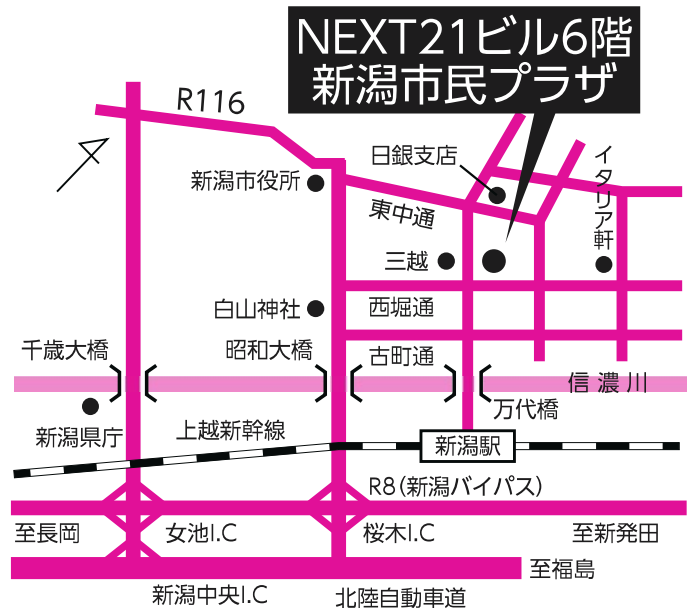 NEXT21ビル6階
新潟市民プラザ
R116
日銀支店
イタリア軒
新潟市役所
東中通
三越
白山神社
西堀通
千歳大橋
昭和大橋
古町通
信濃川
万代橋
新潟県庁
上越新幹線
新潟駅
R8(新潟バイパス)
至長岡
女池I.C
桜木I.C
至新発田
至福島
新潟中央I.C
北陸自動車道